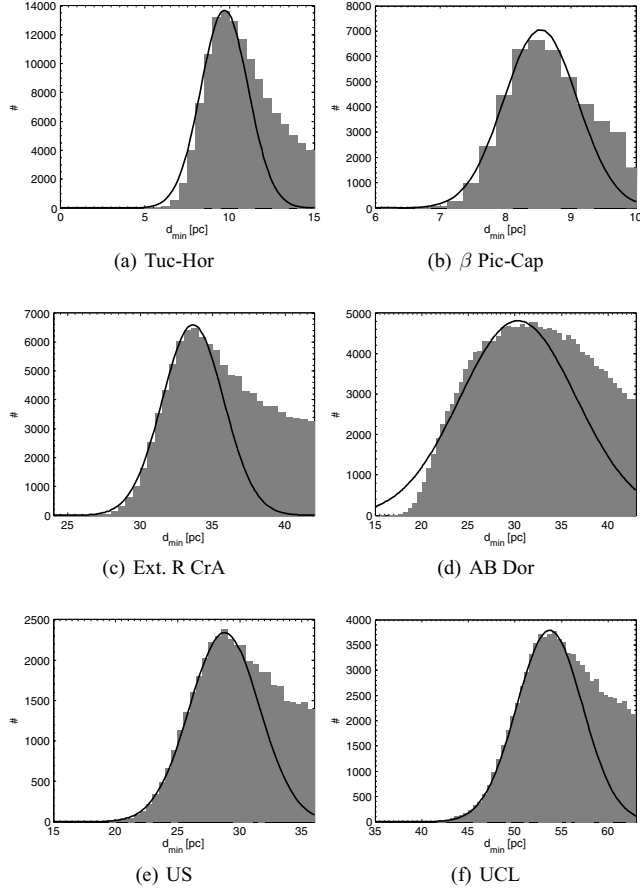 14000
12000
10000
8000
6000
4000
2000
0
#
0 5 10 15
d_min [pc]
(a) Tuc-Hor
8000
7000
6000
5000
4000
3000
2000
1000
0
#
6 7 8 9 10
d_min [pc]
(b) β Pic-Cap
7000
6000
5000
4000
3000
2000
1000
0
#
25 30 35 40
d_min [pc]
(c) Ext. R CrA
5000
4000
3000
2000
1000
0
#
15 20 25 30 35 40
d_min [pc]
(d) AB Dor
2500
2000
1500
1000
500
0
#
15 20 25 30 35
d_min [pc]
(e) US
4000
3500
3000
2500
2000
1500
1000
500
0
#
35 40 45 50 55 60
d_min [pc]
(f) UCL